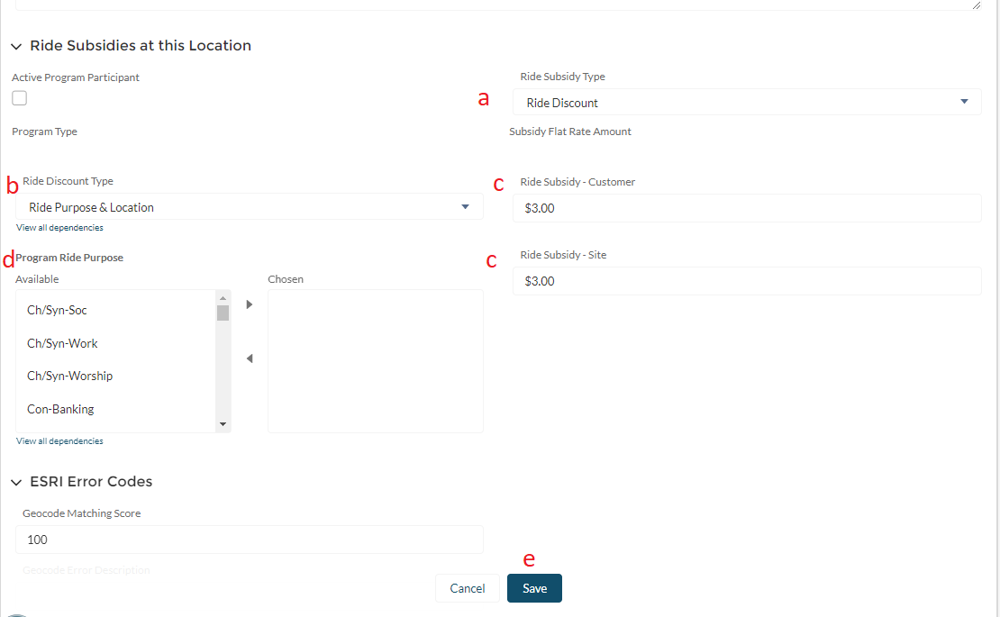 Ride Subsidies at this Location
Active Program Participant
Ride Subsidy Type
a
Ride Discount
Program Type
Subsidy Flat Rate Amount
b
Ride Discount Type
c
Ride Subsidy - Customer
Ride Purpose & Location
$3.00
View all dependencies
d
Program Ride Purpose
c
Ride Subsidy - Site
Available
Chosen
$3.00
Ch/Syn-Soc
Ch/Syn-Work
Ch/Syn-Worship
Con-Banking
View all dependencies
ESRI Error Codes
Geocode Matching Score
100
e
Geocode Error Description
Cancel
Save